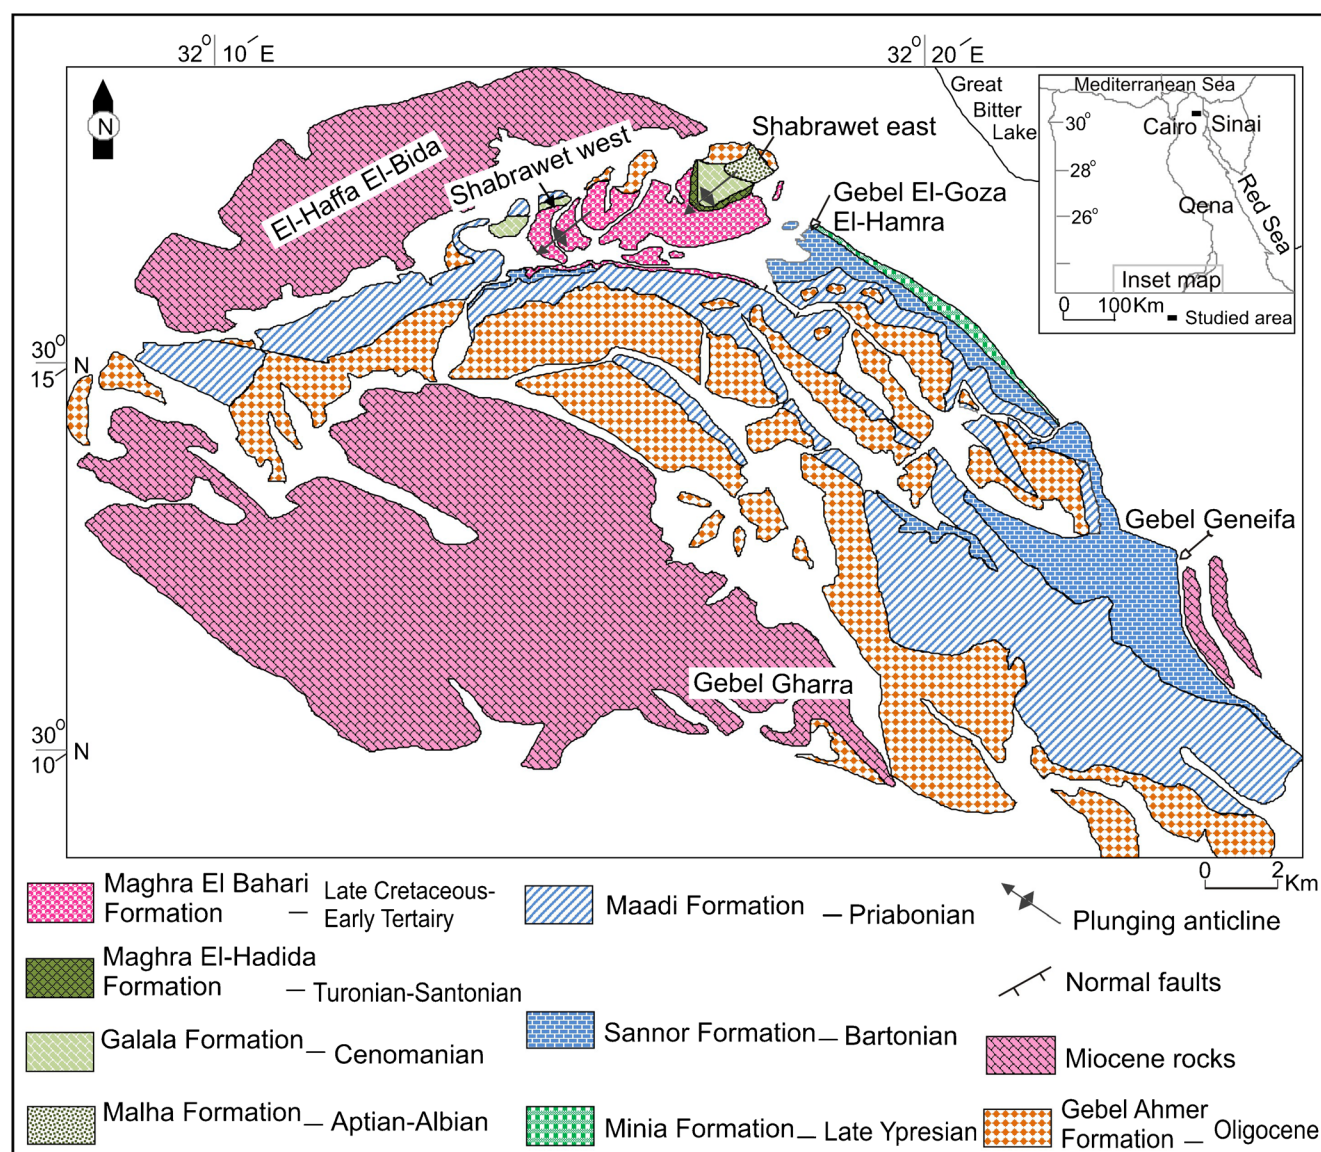 32° 10´ E
32° 20´ E
N
Great
Bitter
Lake
Mediterranean Sea
30°
Cairo
Sinai
28°
26°
Qena
Red Sea
Inset map
0 100Km
Studied area
Shabrawet east
Shabrawet west
El-Haffa El-Bida
Gebel El-Goza
El-Hamra
30°
15´ N
Gebel Geneifa
Gebel Gharra
30°
10´ N
0 2
Km
Maghra El Bahari
Formation – Late Cretaceous-
Early Tertairy
Maghra El-Hadida
Formation – Turonian-Santonian
Galala Formation – Cenomanian
Malha Formation – Aptian-Albian
Maadi Formation – Priabonian
Sannor Formation – Bartonian
Minia Formation – Late Ypresian
Plunging anticline
Normal faults
Miocene rocks
Gebel Ahmer
Formation – Oligocene